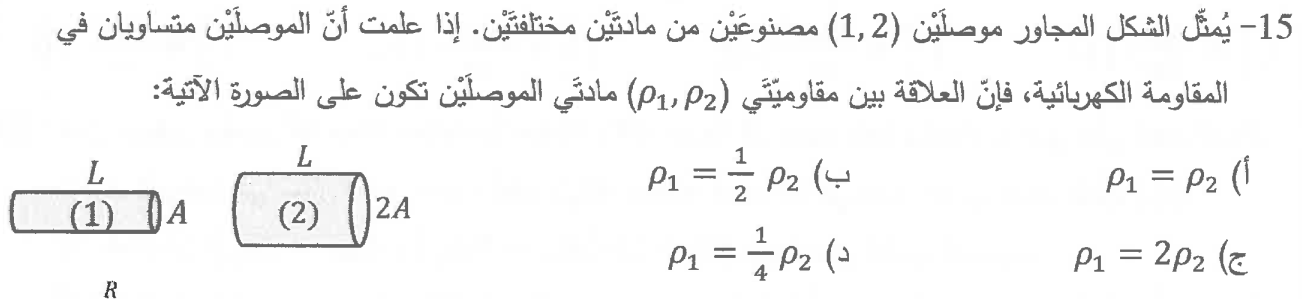 15- يُمثّل الشكل المجاور موصلَيْن (1, 2) مصنوعَيْن من مادتَيْن مختلفتَيْن. إذا علمت أنّ الموصلَيْن متساويان في
المقاومة الكهربائية، فإنّ العلاقة بين مقاوميّتَي (ρ₁, ρ₂) مادتَي الموصلَيْن تكون على الصورة الآتية:
أ) ρ₁ = ρ₂ ب) ρ₁ = 1/2 ρ₂
ج) ρ₁ = 2ρ₂ د) ρ₁ = 1/4 ρ₂
L L
(1) A (2) 2A
R